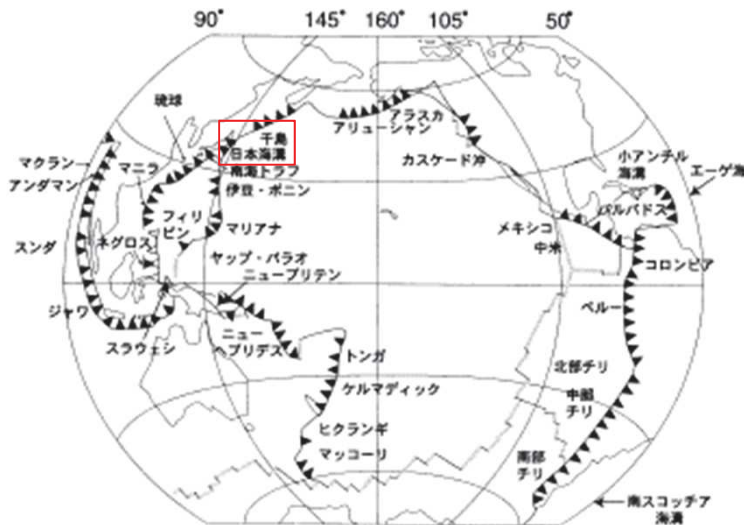 90°
145°
160°
105°
50°
琉球
千島
日本海溝
アラスカ
アリューシャン
カスケード沖
小アンチル
海溝
エーゲ海
マクラン
マニラ
アンダマン
南海トラフ
伊豆・ボニン
バルバドス
フィリ
ピン
マリアナ
メキシコ
中米
スンダ
ネグロス
ヤップ・パラオ
ニューブリテン
コロンビア
ジャワ
ペルー
スラウェシ
ニュー
ヘブリデス
トンガ
北部チリ
ケルマディック
中部
チリ
ヒクランギ
マッコーリ
南部
チリ
南スコッチア
海溝